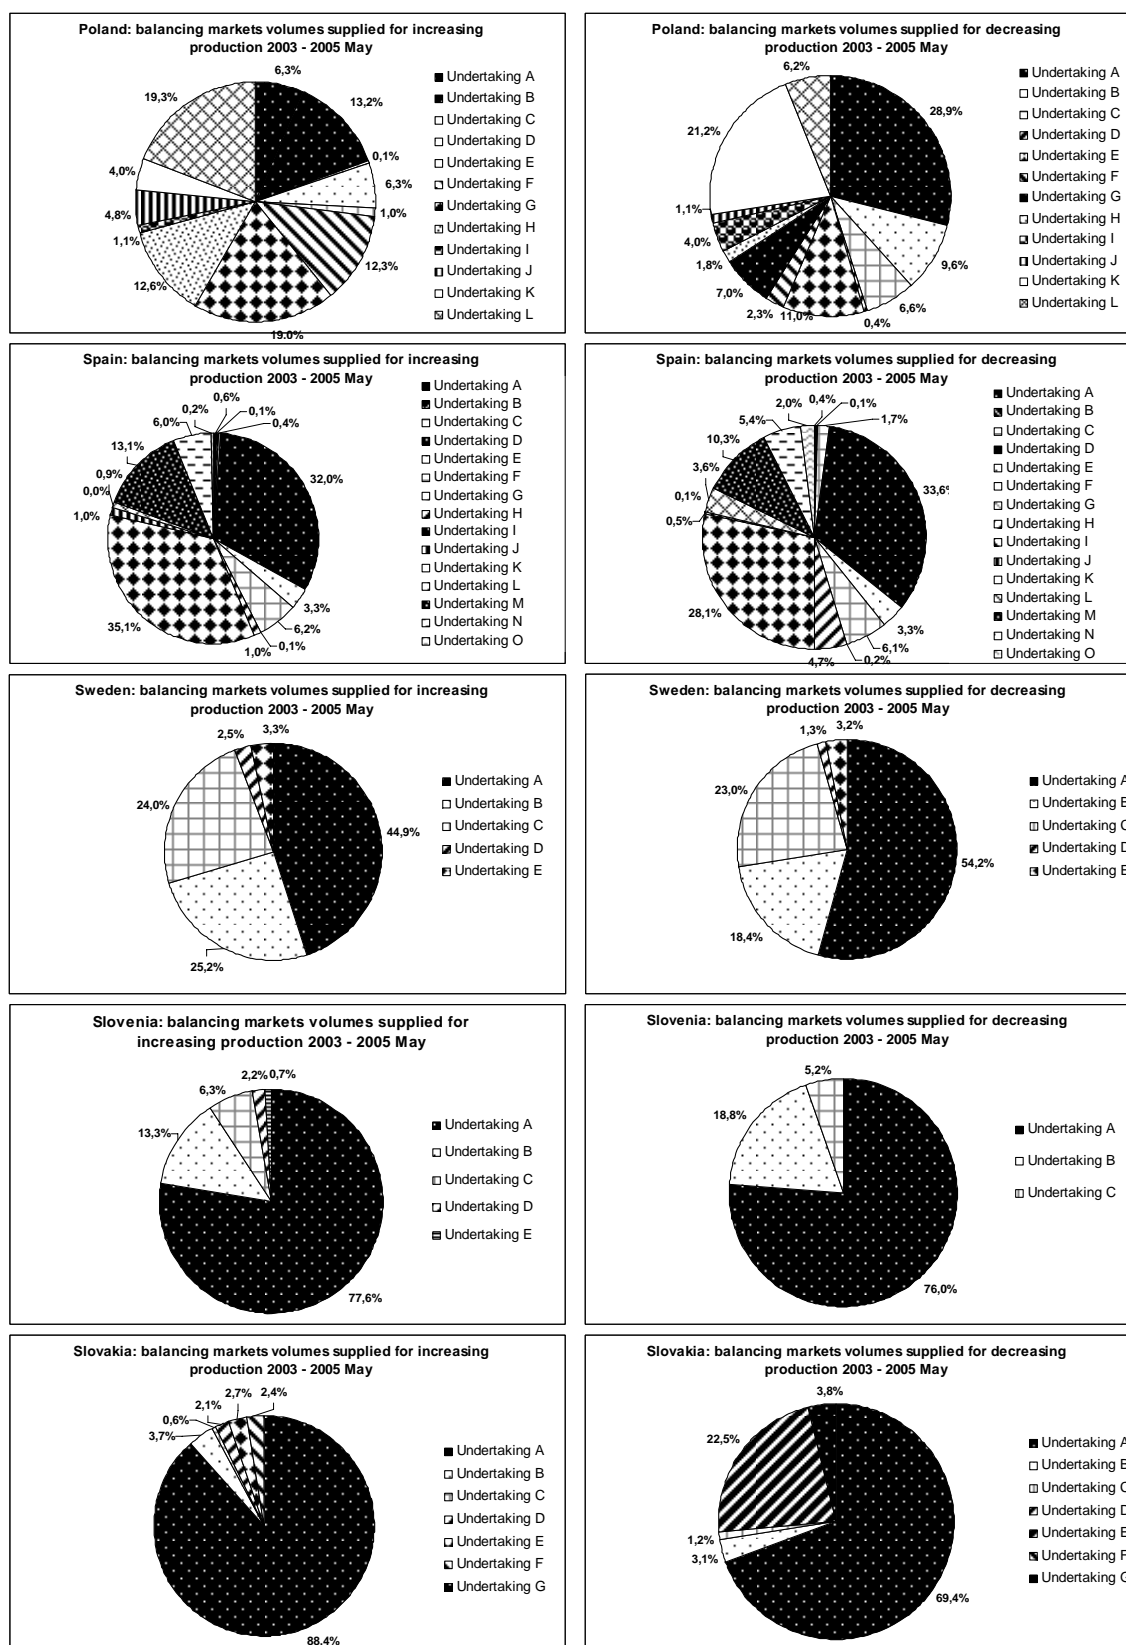 Poland: balancing markets volumes supplied for increasing
production 2003 - 2005 May
6,3%
13,2%
0,1%
6,3%
1,0%
12,3%
19,0%
12,6%
1,1%
4,8%
4,0%
19,3%
Undertaking A
Undertaking B
Undertaking C
Undertaking D
Undertaking E
Undertaking F
Undertaking G
Undertaking H
Undertaking I
Undertaking J
Undertaking K
Undertaking L
Poland: balancing markets volumes supplied for decreasing
production 2003 - 2005 May
6,2%
28,9%
9,6%
6,6%
0,4%
11,0%
2,3%
7,0%
1,8%
4,0%
1,1%
21,2%
Undertaking A
Undertaking B
Undertaking C
Undertaking D
Undertaking E
Undertaking F
Undertaking G
Undertaking H
Undertaking I
Undertaking J
Undertaking K
Undertaking L
Spain: balancing markets volumes supplied for increasing
production 2003 - 2005 May
0,6%
0,1%
0,4%
32,0%
3,3%
6,2%
0,1%
1,0%
35,1%
1,0%
0,0%
0,9%
13,1%
6,0%
0,2%
Undertaking A
Undertaking B
Undertaking C
Undertaking D
Undertaking E
Undertaking F
Undertaking G
Undertaking H
Undertaking I
Undertaking J
Undertaking K
Undertaking L
Undertaking M
Undertaking N
Undertaking O
Spain: balancing markets volumes supplied for decreasing
production 2003 - 2005 May
0,4%
0,1%
1,7%
33,6%
3,3%
6,1%
0,2%
4,7%
28,1%
0,5%
0,1%
3,6%
10,3%
5,4%
2,0%
Undertaking A
Undertaking B
Undertaking C
Undertaking D
Undertaking E
Undertaking F
Undertaking G
Undertaking H
Undertaking I
Undertaking J
Undertaking K
Undertaking L
Undertaking M
Undertaking N
Undertaking O
Sweden: balancing markets volumes supplied for increasing
production 2003 - 2005 May
2,5%
3,3%
24,0%
44,9%
25,2%
Undertaking A
Undertaking B
Undertaking C
Undertaking D
Undertaking E
Sweden: balancing markets volumes supplied for decreasing
production 2003 - 2005 May
1,3%
3,2%
23,0%
54,2%
18,4%
Undertaking A
Undertaking B
Undertaking C
Undertaking D
Undertaking E
Slovenia: balancing markets volumes supplied for
increasing production 2003 - 2005 May
2,2%
0,7%
6,3%
13,3%
77,6%
Undertaking A
Undertaking B
Undertaking C
Undertaking D
Undertaking E
Slovenia: balancing markets volumes supplied for decreasing
production 2003 - 2005 May
5,2%
18,8%
76,0%
Undertaking A
Undertaking B
Undertaking C
Slovakia: balancing markets volumes supplied for increasing
production 2003 - 2005 May
2,7%
2,4%
2,1%
0,6%
3,7%
88,4%
Undertaking A
Undertaking B
Undertaking C
Undertaking D
Undertaking E
Undertaking F
Undertaking G
Slovakia: balancing markets volumes supplied for decreasing
production 2003 - 2005 May
3,8%
22,5%
1,2%
3,1%
69,4%
Undertaking A
Undertaking B
Undertaking C
Undertaking D
Undertaking E
Undertaking F
Undertaking G